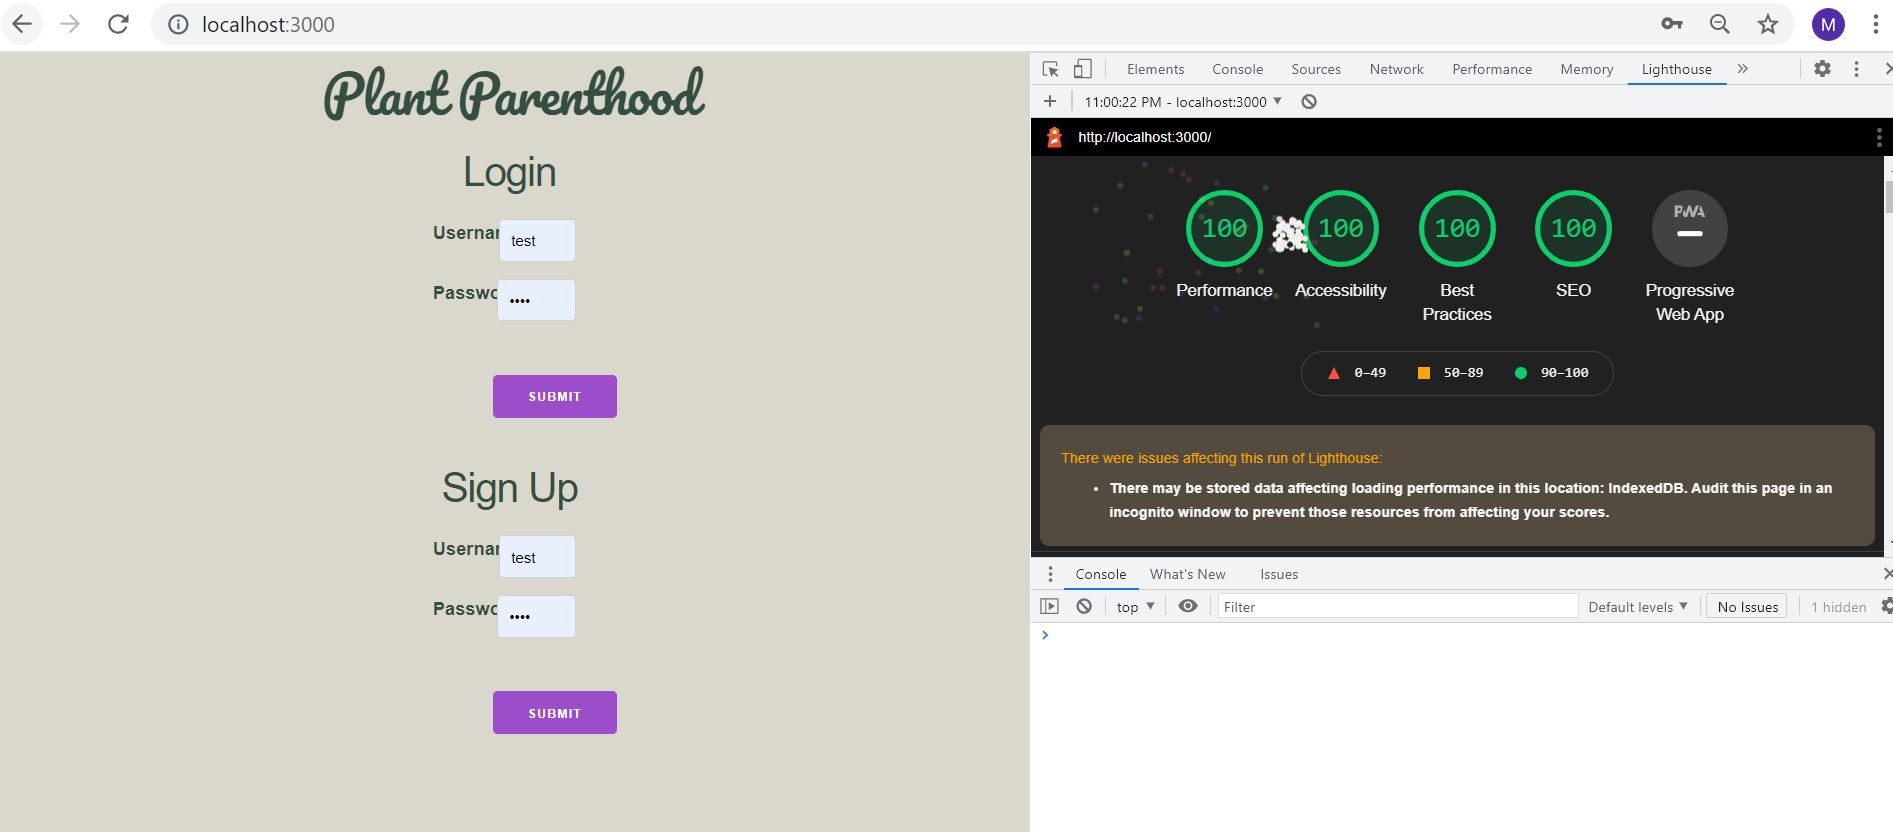 localhost:3000
M
Plant Parenthood
Login
Usernar
test
Passwo
••••
SUBMIT
Sign Up
Usernar
test
Passwo
••••
SUBMIT
Elements Console Sources Network Performance Memory Lighthouse »
11:00:22 PM - localhost:3000
http://localhost:3000/
100 100 100 100 PWA
Performance Accessibility Best Practices SEO Progressive Web App
0–49 50–89 90–100
There were issues affecting this run of Lighthouse:
• There may be stored data affecting loading performance in this location: IndexedDB. Audit this page in an
incognito window to prevent those resources from affecting your scores.
Console What's New Issues
top Filter Default levels No Issues 1 hidden